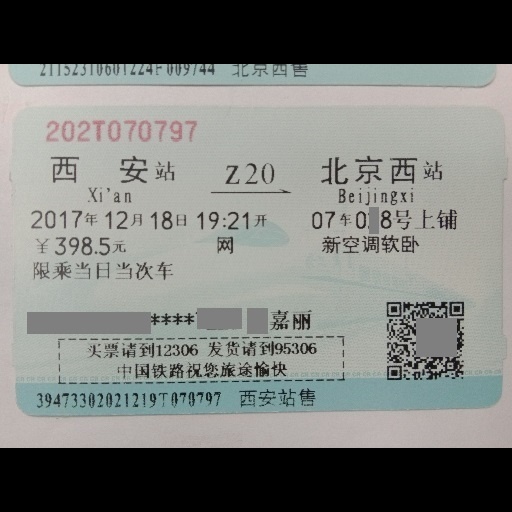 21152310601224F009744 北京西售
202T070797
西 安站 Z20 北京西站
Xi'an Beijingxi
2017年12月18日 19:21开 07车0 8号上铺
￥398.5元 网 新空调软卧
限乘当日当次车
**** 嘉丽
买票请到12306 发货请到95306
中国铁路祝您旅途愉快
39473302021219T070797 西安站售